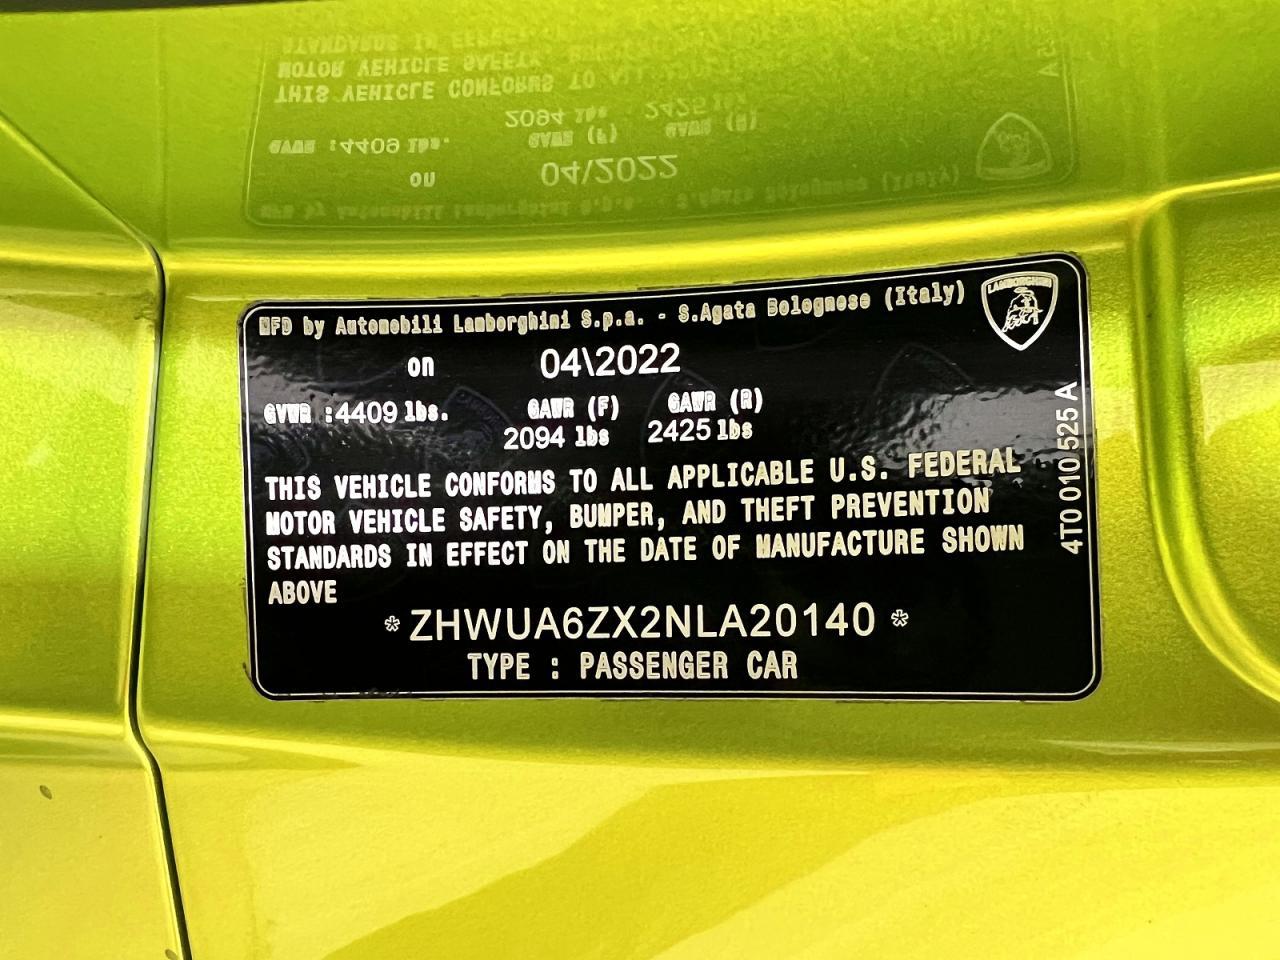 MFD by Automobili Lamborghini S.p.a. - S.Agata Bolognese (Italy)
LAMBORGHINI
on 04\2022
GVWR :4409 lbs. GAWR (F) GAWR (R)
2094 lbs 2425 lbs
THIS VEHICLE CONFORMS TO ALL APPLICABLE U.S. FEDERAL
MOTOR VEHICLE SAFETY, BUMPER, AND THEFT PREVENTION
STANDARDS IN EFFECT ON THE DATE OF MANUFACTURE SHOWN
ABOVE
*ZHWUA6ZX2NLA20140*
TYPE : PASSENGER CAR
4T0 010 525 A